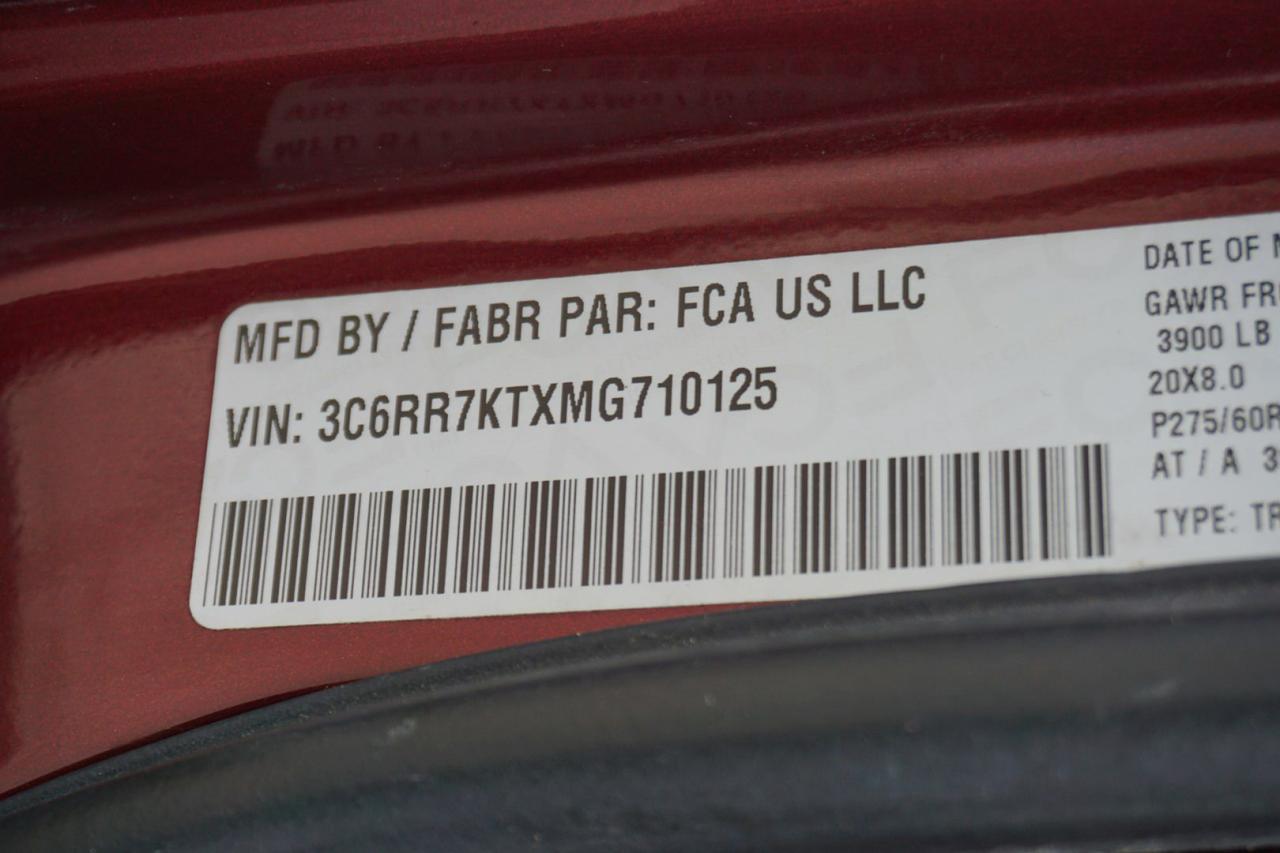 MFD BY / FABR PAR: FCA US LLC
VIN: 3C6RR7KTXMG710125
DATE OF
GAWR
3900 LB
20X8.0
P275/60R
AT / A
TYPE: